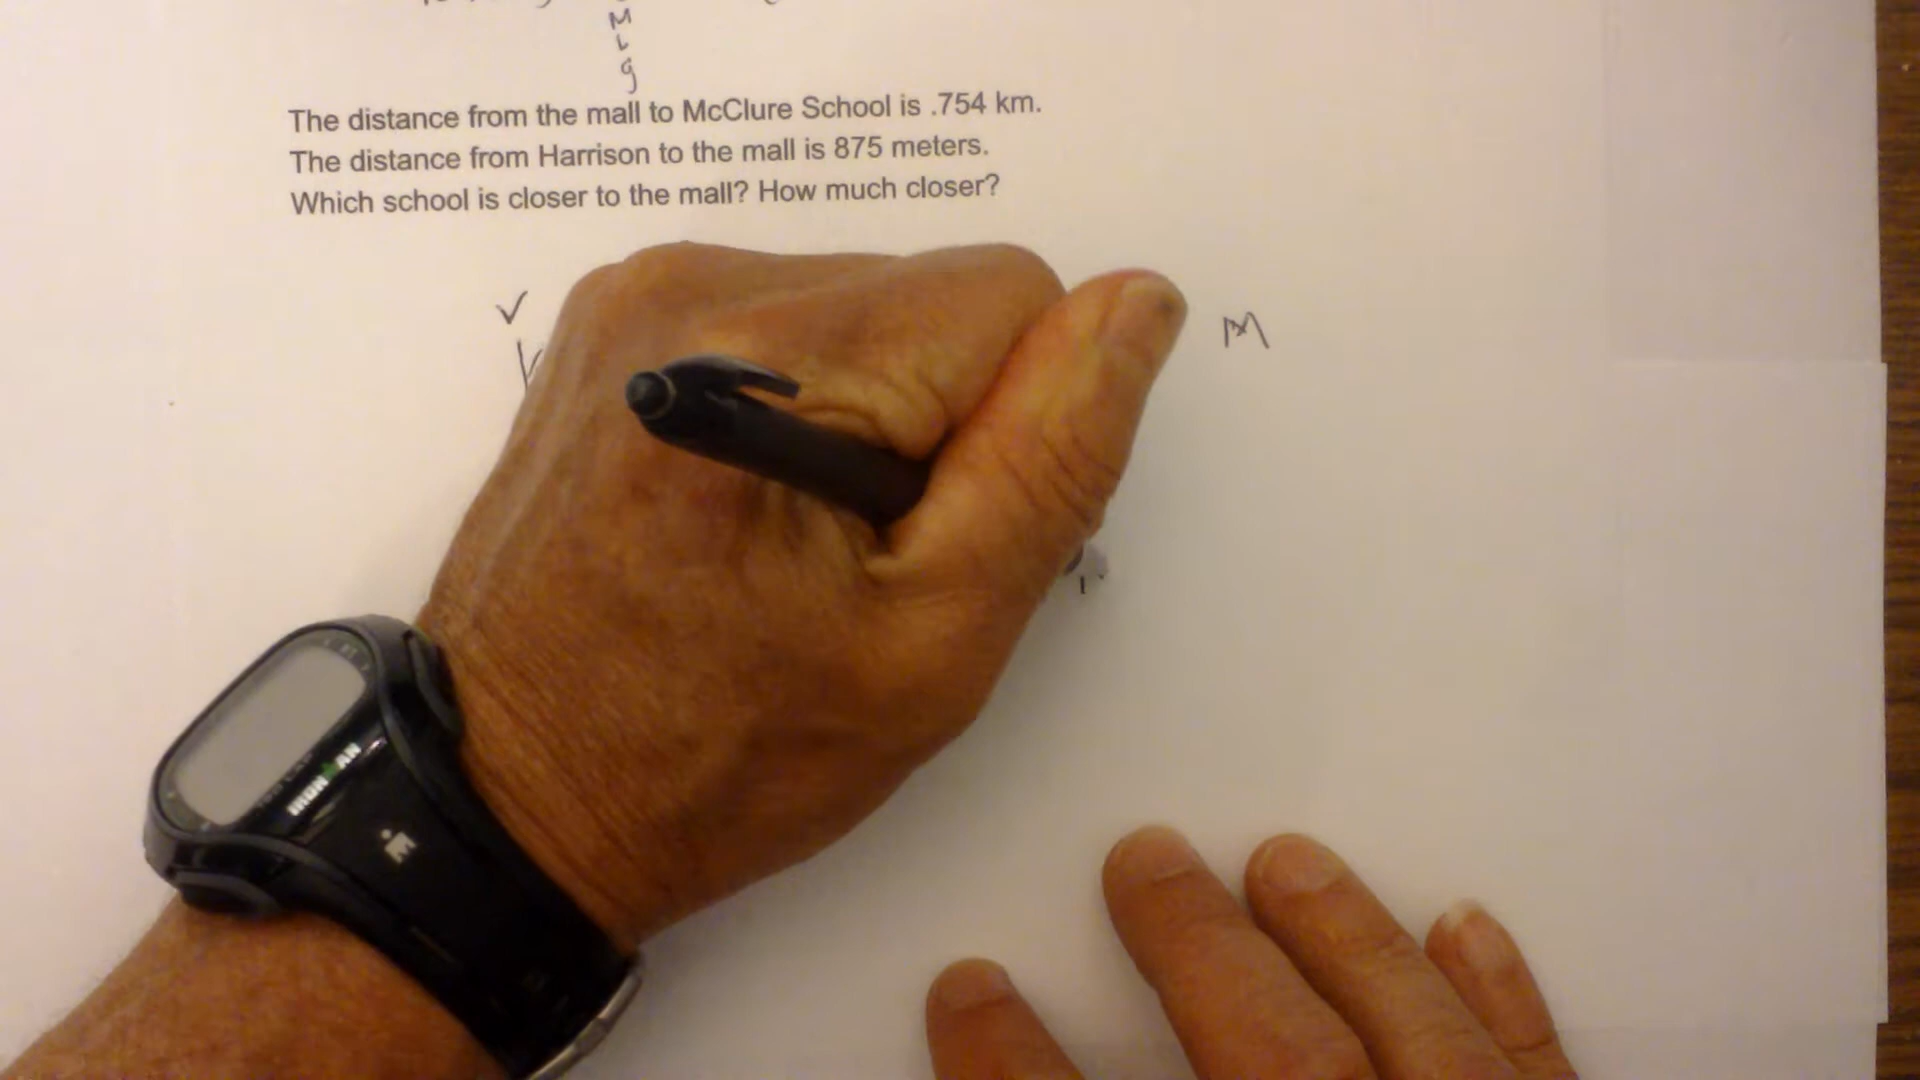 M
L
g
The distance from the mall to McClure School is .754 km.
The distance from Harrison to the mall is 875 meters.
Which school is closer to the mall? How much closer?
✓
M
IRONMAN